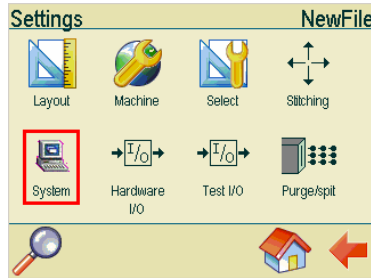 Settings NewFile
Layout Machine Select Stitching
I/O I/O
System Hardware Test I/O Purge/spit
I/O